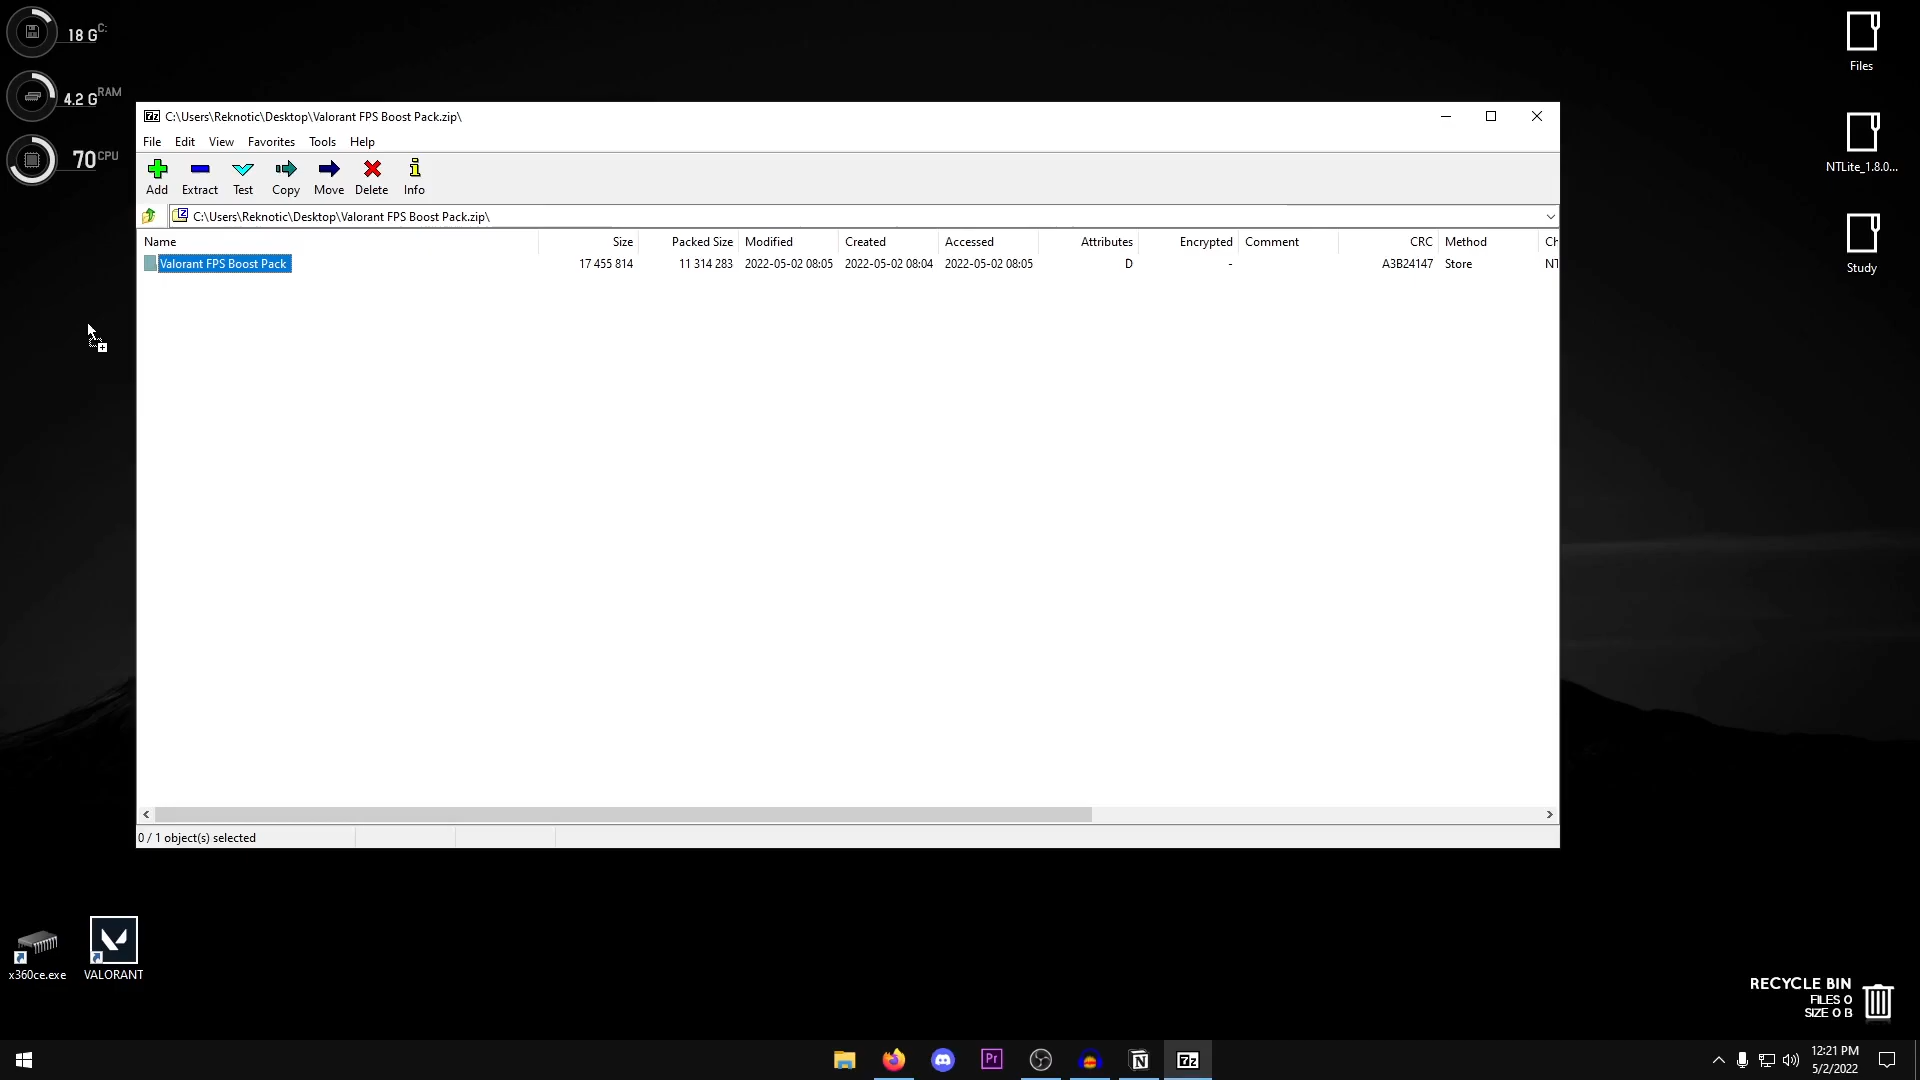 18 G C:
4.2 G RAM
70 CPU
Files
NTLite_1.8.0...
Study
7z C:\Users\Reknotic\Desktop\Valorant FPS Boost Pack.zip\
File Edit View Favorites Tools Help
Add Extract Test Copy Move Delete Info
C:\Users\Reknotic\Desktop\Valorant FPS Boost Pack.zip\
Name Size Packed Size Modified Created Accessed Attributes Encrypted Comment CRC Method Ch
Valorant FPS Boost Pack 17 455 814 11 314 283 2022-05-02 08:05 2022-05-02 08:04 2022-05-02 08:05 D - A3B24147 Store NT
0 / 1 object(s) selected
x360ce.exe
VALORANT
RECYCLE BIN
FILES 0
SIZE 0 B
Pr N 7z
12:21 PM
5/2/2022